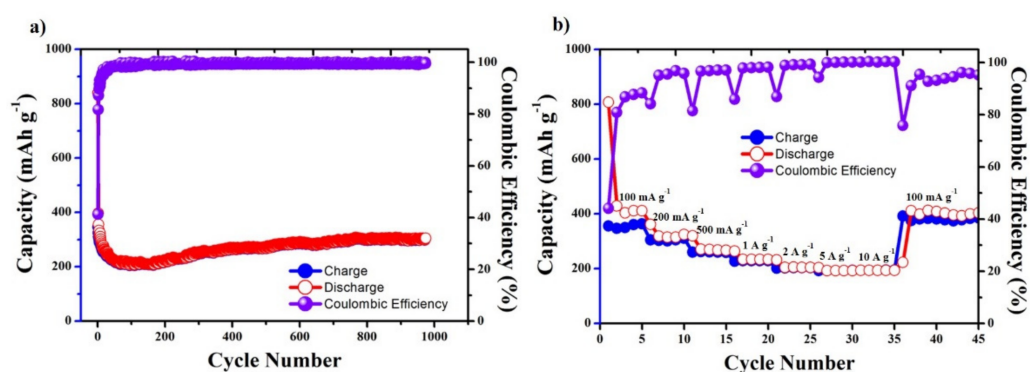 a)
1000
800
600
400
200
0
Capacity (mAh g-1)
100
80
60
40
20
0
Coulombic Efficiency (%)
Charge
Discharge
Coulombic Efficiency
0 200 400 600 800 1000
Cycle Number
b)
1000
800
600
400
200
0
Capacity (mAh g-1)
100
80
60
40
20
0
Coulombic Efficiency (%)
Charge
Discharge
Coulombic Efficiency
100 mA g-1
200 mA g-1
500 mA g-1
1 A g-1
2 A g-1
5 A g-1
10 A g-1
100 mA g-1
0 5 10 15 20 25 30 35 40 45
Cycle Number